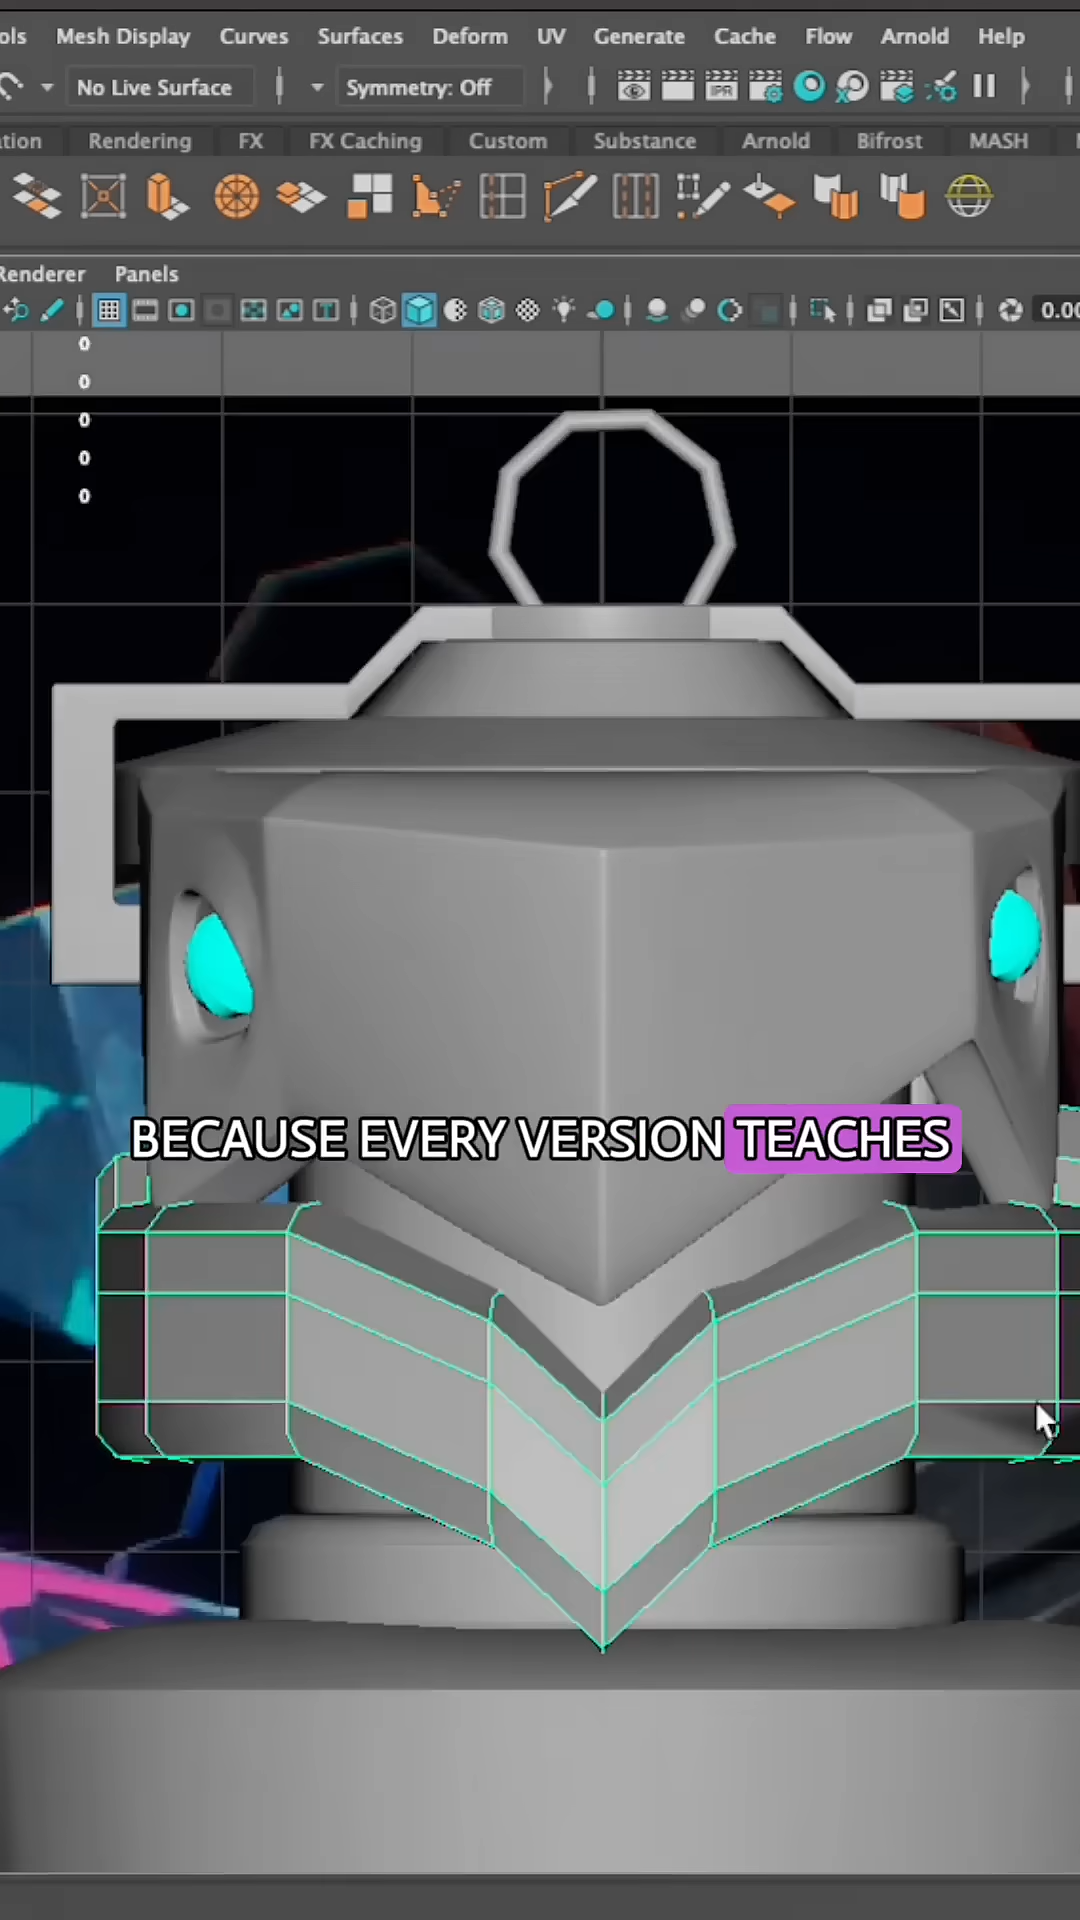 ols Mesh Display Curves Surfaces Deform UV Generate Cache Flow Arnold Help
No Live Surface Symmetry: Off IPR
ation Rendering FX FX Caching Custom Substance Arnold Bifrost MASH
Renderer Panels
0.00
0
0
0
0
0
BECAUSE EVERY VERSION TEACHES